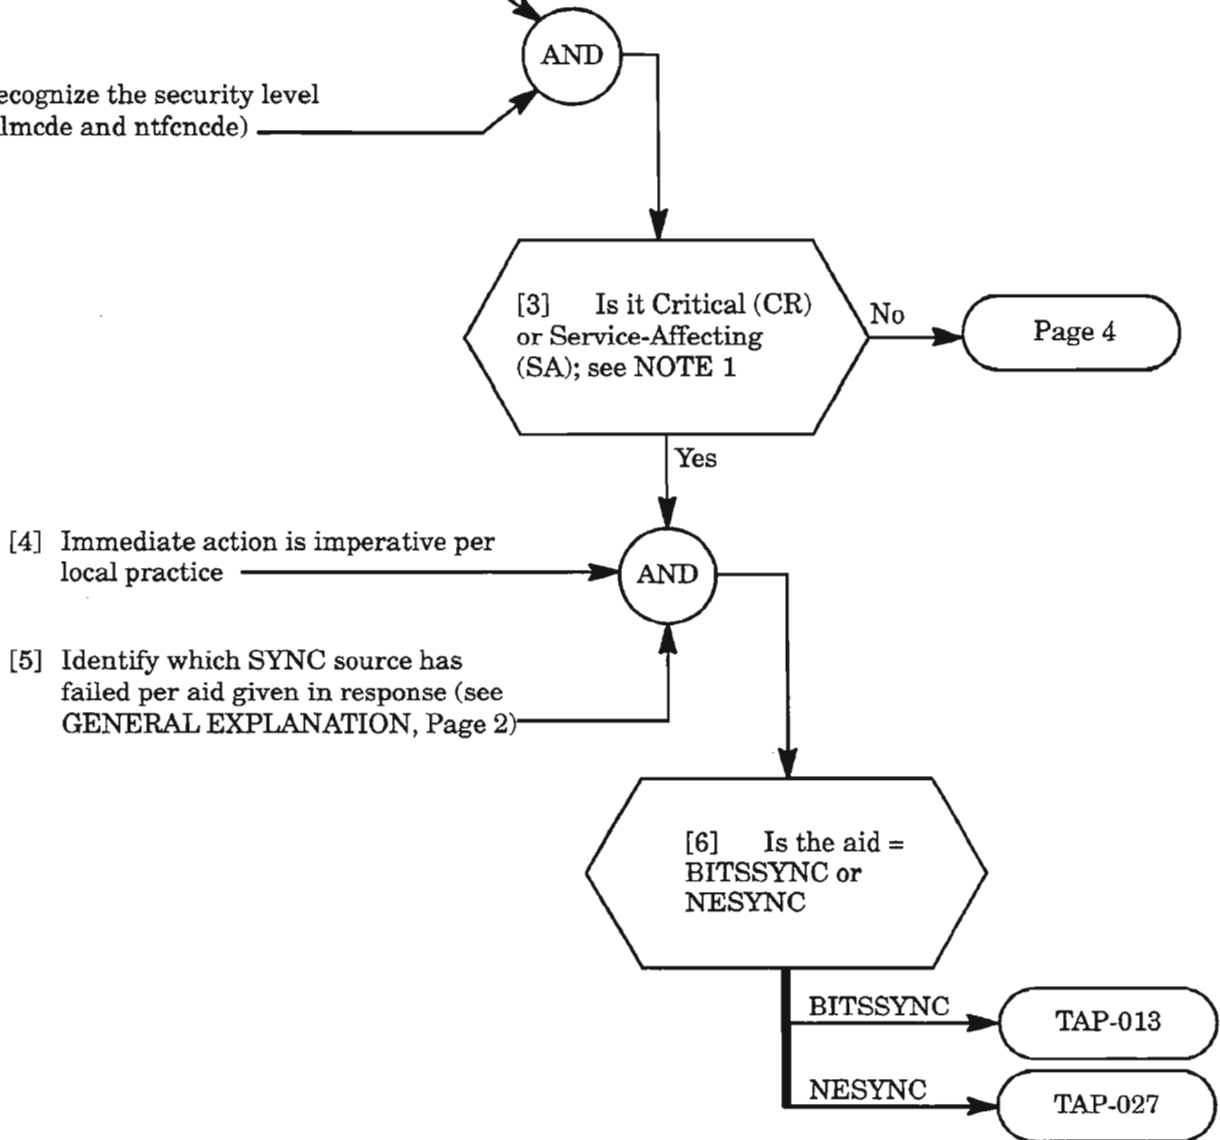 AND
ecognize the security level
lmcde and ntfcncde)
[3] Is it Critical (CR)
or Service-Affecting
(SA); see NOTE 1
No
Page 4
Yes
[4] Immediate action is imperative per
local practice
AND
[5] Identify which SYNC source has
failed per aid given in response (see
GENERAL EXPLANATION, Page 2)
[6] Is the aid =
BITSSYNC or
NESYNC
BITSSYNC
TAP-013
NESYNC
TAP-027